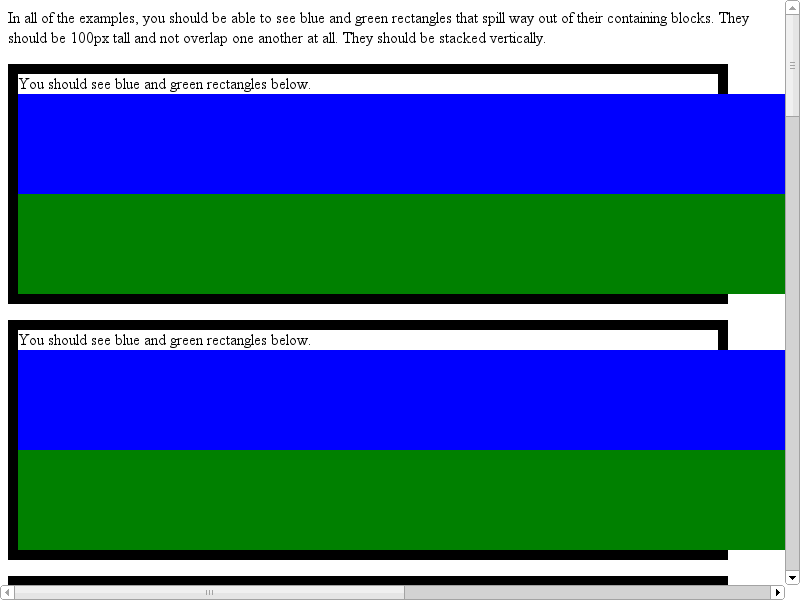 In all of the examples, you should be able to see blue and green rectangles that spill way out of their containing blocks. They
should be 100px tall and not overlap one another at all. They should be stacked vertically.
You should see blue and green rectangles below.
You should see blue and green rectangles below.